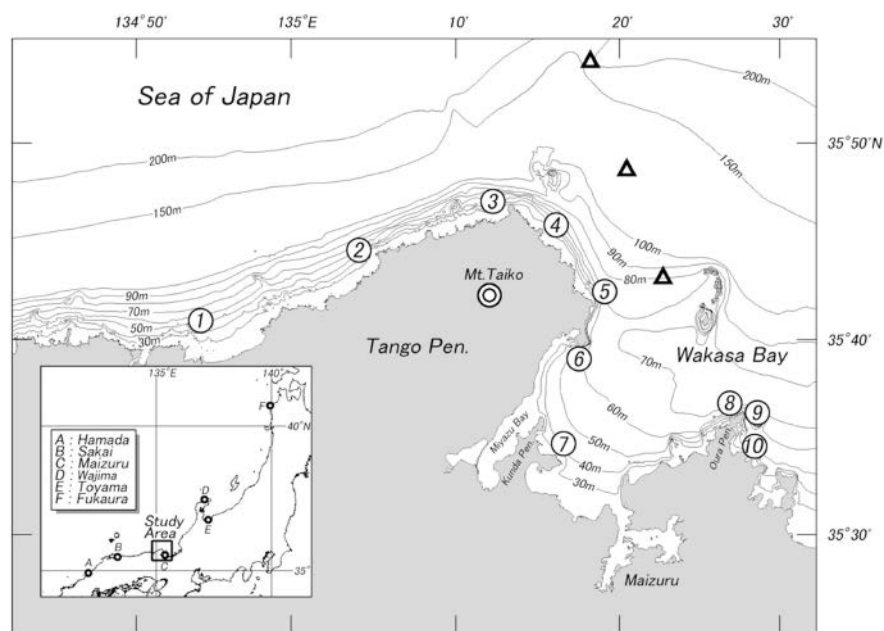 134°50' 135°E 10' 20' 30'
Sea of Japan
200m
200m
150m
35°50'N
150m
③
④
100m
②
90m
Mt.Taiko
80m
90m
⑤
70m
①
50m
30m
35°40'
Tango Pen.
Wakasa Bay
70m
⑥
135°E 140°
60m
⑧
⑨
F
40°N
Miyazu Bay
Kunda Pen.
⑦
50m
40m
30m
Oura Pen.
⑩
A : Hamada
B : Sakai
C : Maizuru
D : Wajima
E : Toyama
F : Fukaura
D
E
Study
Area
A
B
C
35°
35°30'
Maizuru